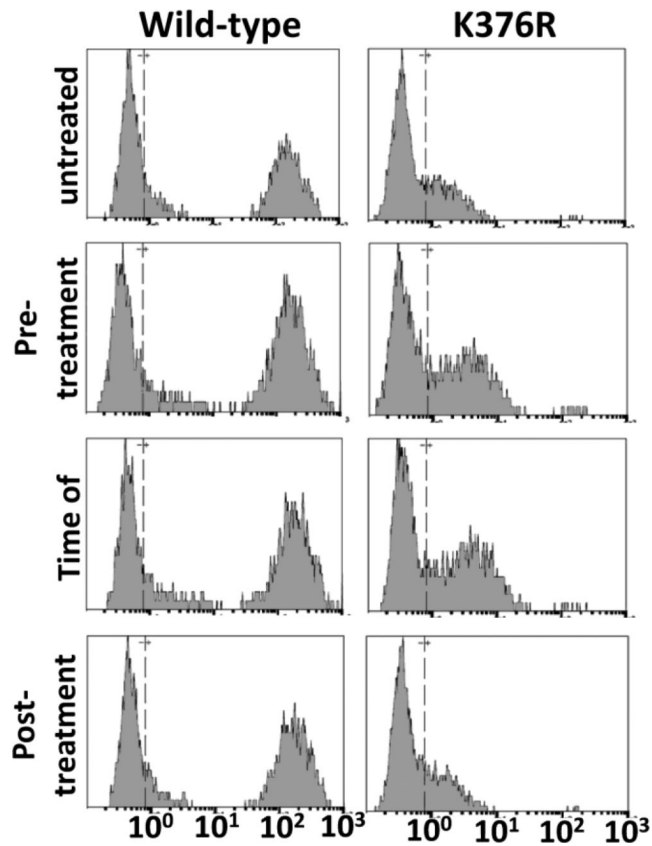 Wild-type K376R
untreated
Pre-
treatment
Time of
Post-
treatment
10⁰ 10¹ 10² 10³ 10⁰ 10¹ 10² 10³